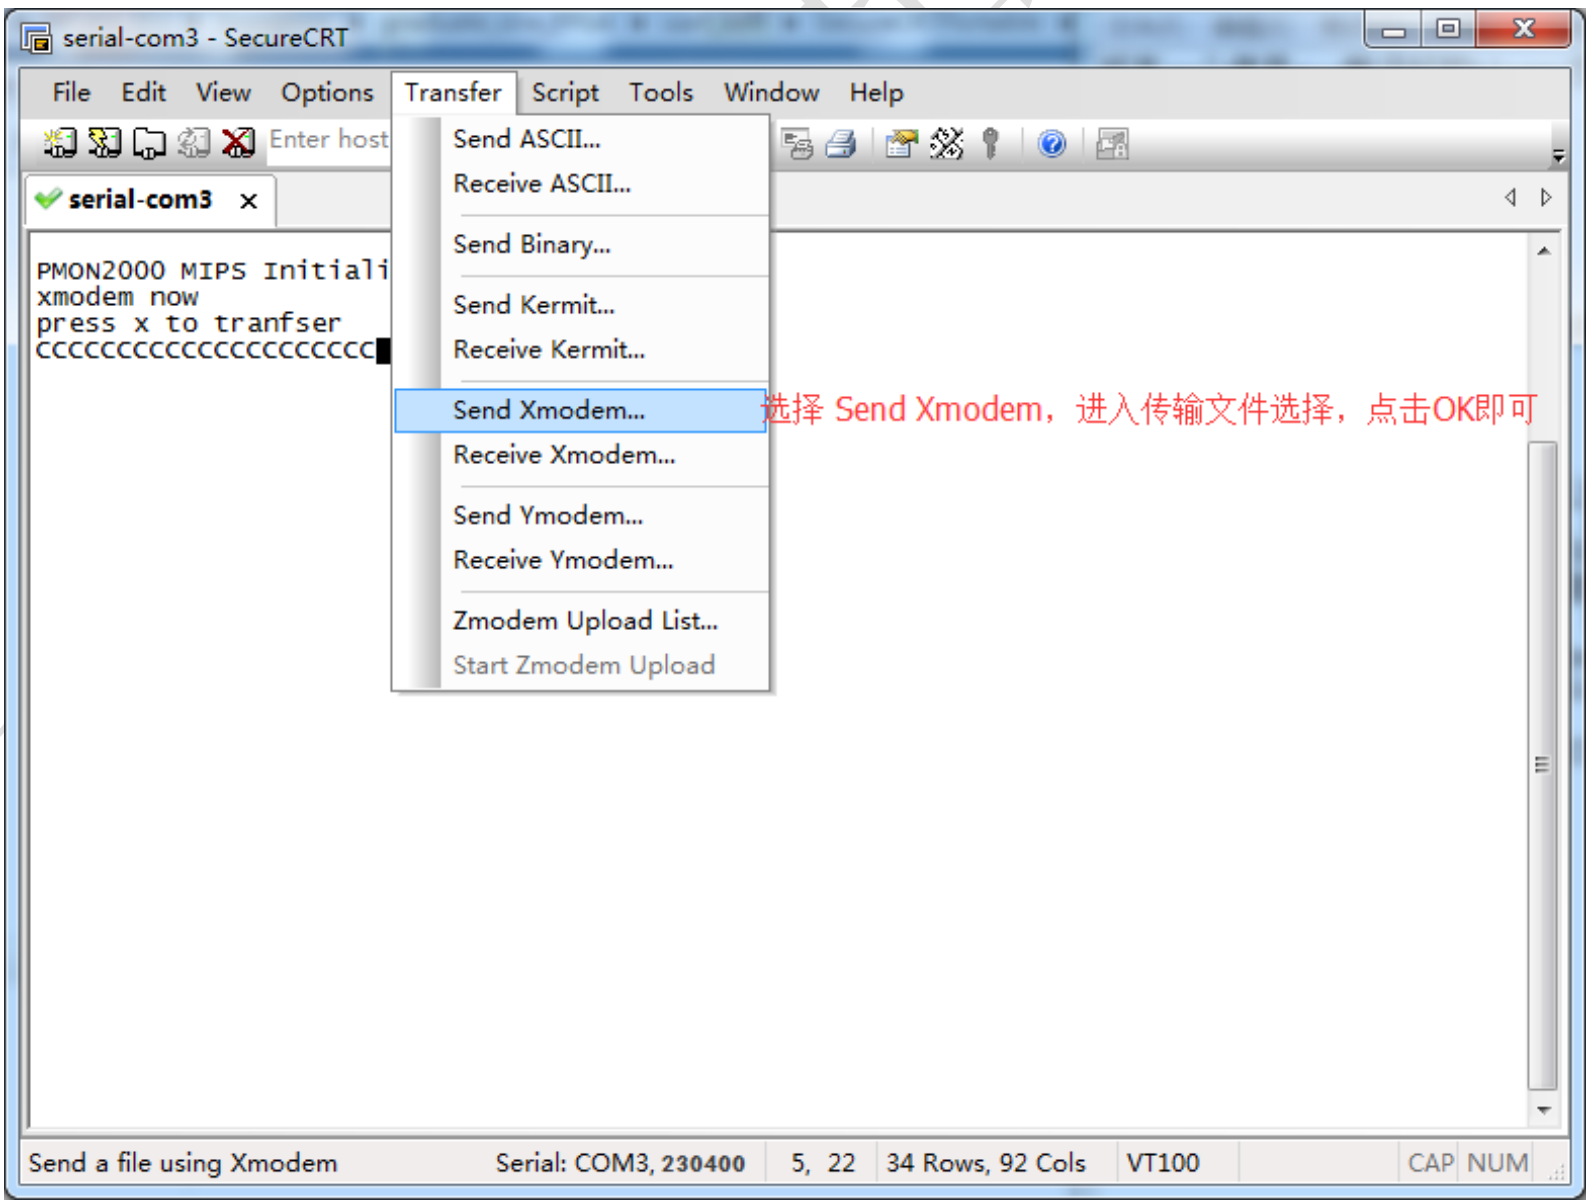 serial-com3 - SecureCRT
File Edit View Options Transfer Script Tools Window Help
Enter host
serial-com3 x
PMON2000 MIPS Initiali
xmodem now
press x to tranfser
CCCCCCCCCCCCCCCCCCCCC
Send ASCII...
Receive ASCII...
Send Binary...
Send Kermit...
Receive Kermit...
Send Xmodem...
选择 Send Xmodem，进入传输文件选择，点击OK即可
Receive Xmodem...
Send Ymodem...
Receive Ymodem...
Zmodem Upload List...
Start Zmodem Upload
Send a file using Xmodem Serial: COM3, 230400 5, 22 34 Rows, 92 Cols VT100 CAP NUM